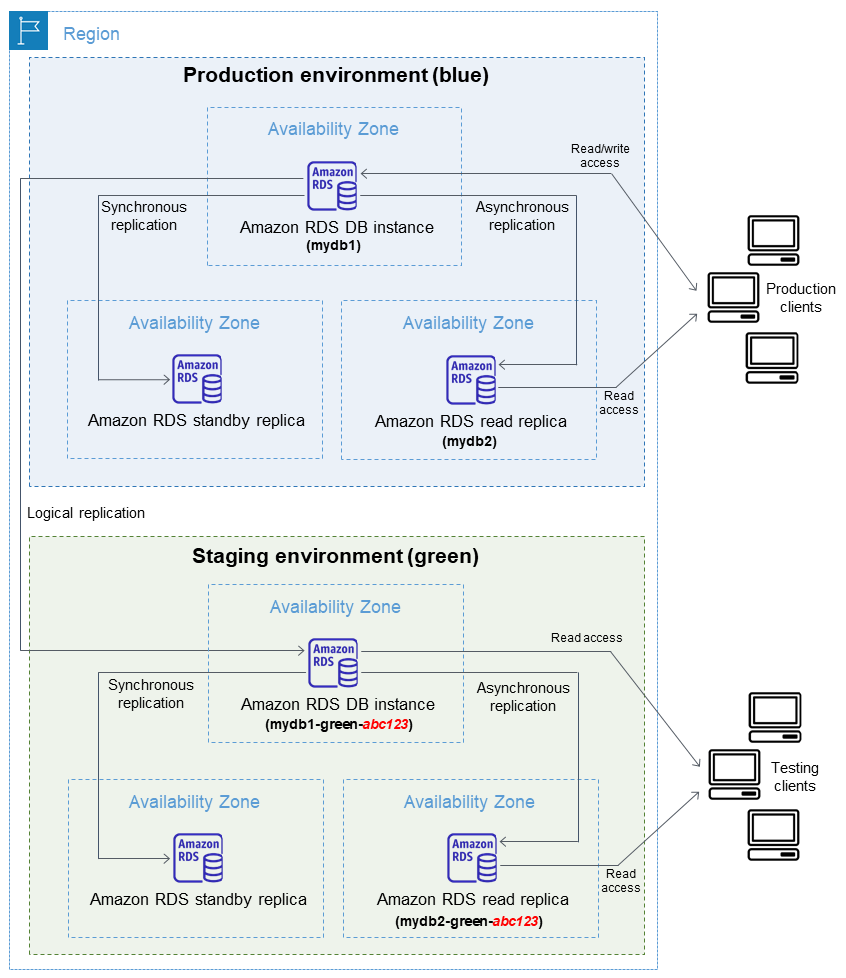 Region
Production environment (blue)
Availability Zone
Read/write
access
Amazon
RDS
Synchronous
replication
Asynchronous
replication
Amazon RDS DB instance
(mydb1)
Production
clients
Availability Zone
Availability Zone
Amazon
RDS
Amazon
RDS
Read
access
Amazon RDS standby replica
Amazon RDS read replica
(mydb2)
Logical replication
Staging environment (green)
Availability Zone
Read access
Amazon
RDS
Synchronous
replication
Asynchronous
replication
Amazon RDS DB instance
(mydb1-green-abc123)
Testing
clients
Availability Zone
Availability Zone
Amazon
RDS
Amazon
RDS
Read
access
Amazon RDS standby replica
Amazon RDS read replica
(mydb2-green-abc123)